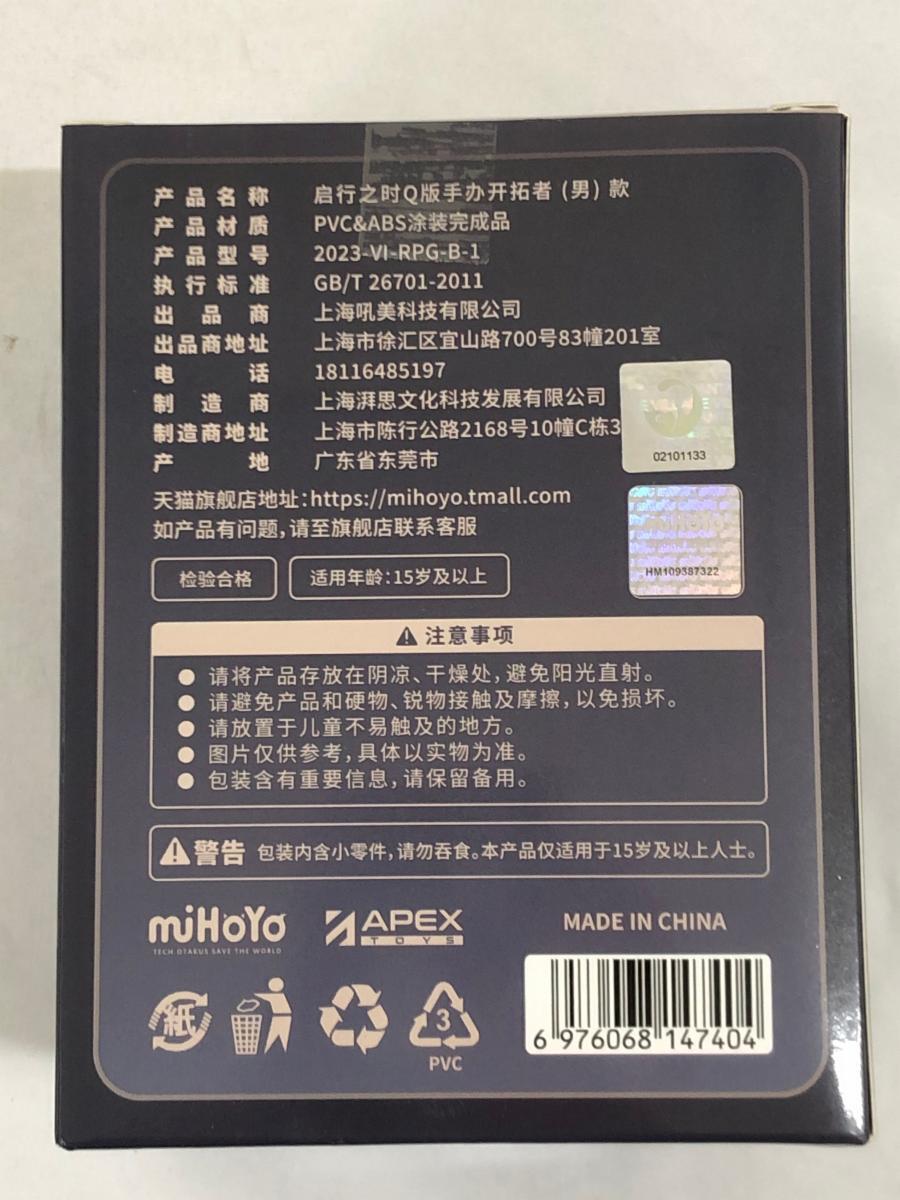 产品名称 启行之时Q版手办开拓者 (男) 款
产品材质 PVC&ABS涂装完成品
产品型号 2023-VI-RPG-B-1
执行标准 GB/T 26701-2011
出品商 上海吼美科技有限公司
出品商地址 上海市徐汇区宜山路700号83幢201室
电话 18116485197
制造商 上海湃思文化科技发展有限公司
制造商地址 上海市陈行公路2168号10幢C栋3
产地 广东省东莞市
02101133
天猫旗舰店地址:https://mihoyo.tmall.com
如产品有问题,请至旗舰店联系客服
miHoYo
HM109387322
检验合格
适用年龄:15岁及以上
注意事项
● 请将产品存放在阴凉、干燥处,避免阳光直射。
● 请避免产品和硬物、锐物接触及摩擦,以免损坏。
● 请放置于儿童不易触及的地方。
● 图片仅供参考,具体以实物为准。
● 包装含有重要信息,请保留备用。
警告 包装内含小零件,请勿吞食。本产品仅适用于15岁及以上人士。
miHoYo
TECH OTAKUS SAVE THE WORLD
APEX
TOYS
MADE IN CHINA
紙
3
PVC
6 976068 147404